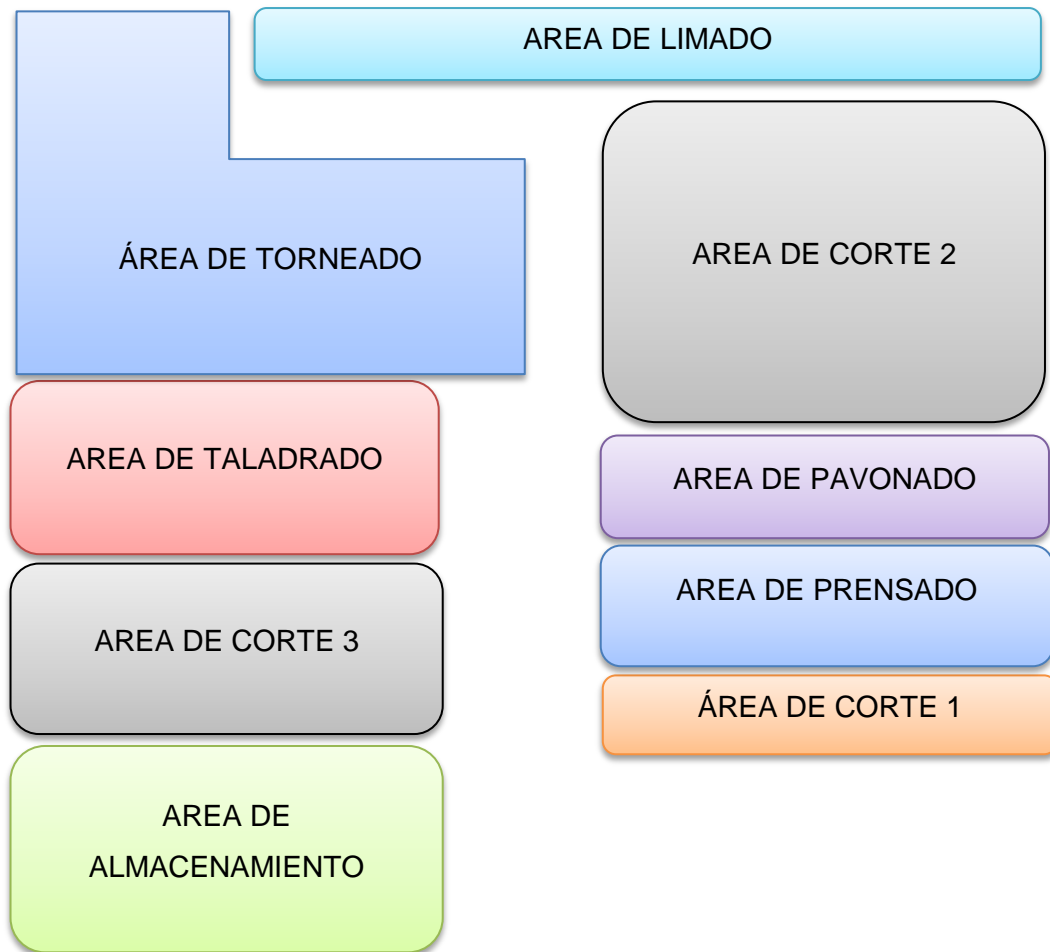 AREA DE LIMADO
ÁREA DE TORNEADO
AREA DE CORTE 2
AREA DE TALADRADO
AREA DE PAVONADO
AREA DE PRENSADO
AREA DE CORTE 3
ÁREA DE CORTE 1
AREA DE
ALMACENAMIENTO